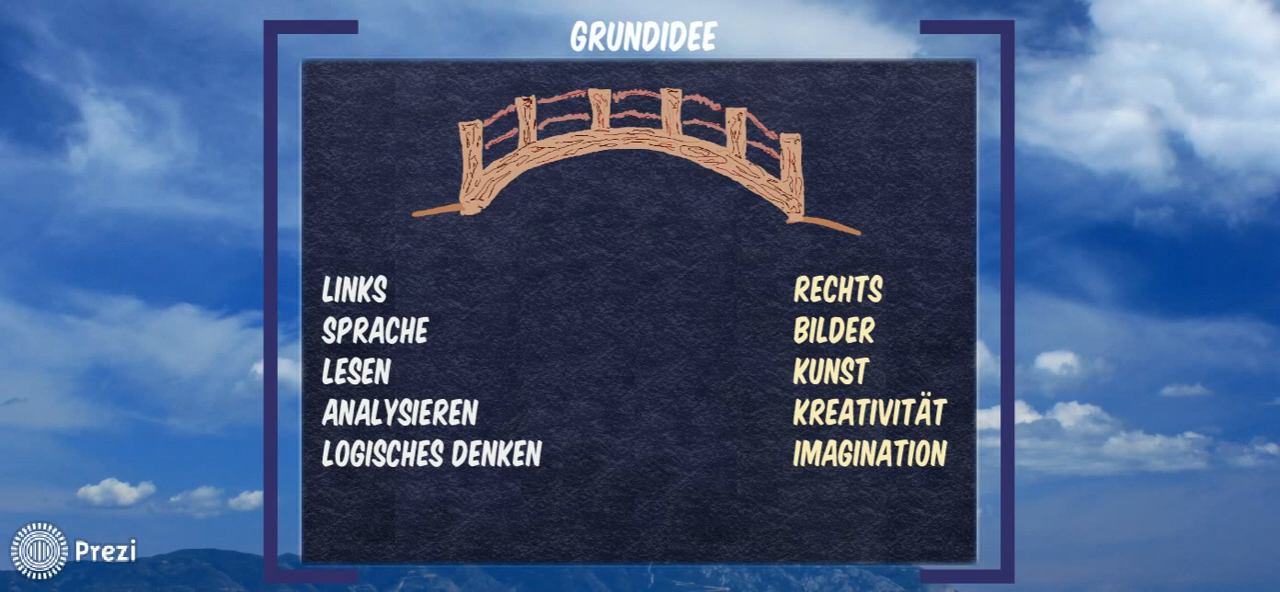 GRUNDIDEE
LINKS
SPRACHE
LESEN
ANALYSIEREN
LOGISCHES DENKEN
RECHTS
BILDER
KUNST
KREATIVITÄT
IMAGINATION
Prezi